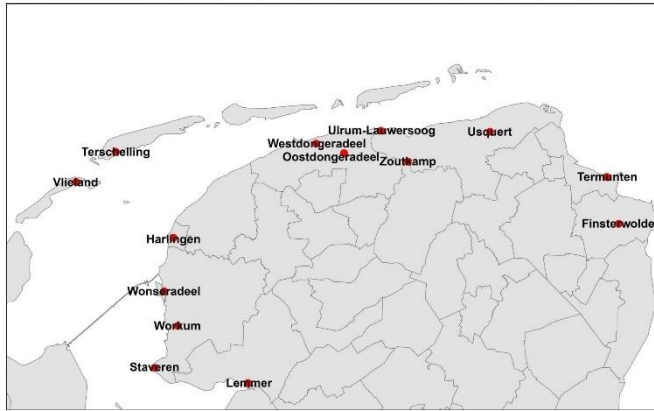 Ulrum-Lauwersoog
Usquert
Westdongeradeel
Oostdongeradeel
Zoutkamp
Terschelling
Termunten
Vlieland
Finsterwolde
Harlingen
Wonseradeel
Workum
Staveren
Lemmer